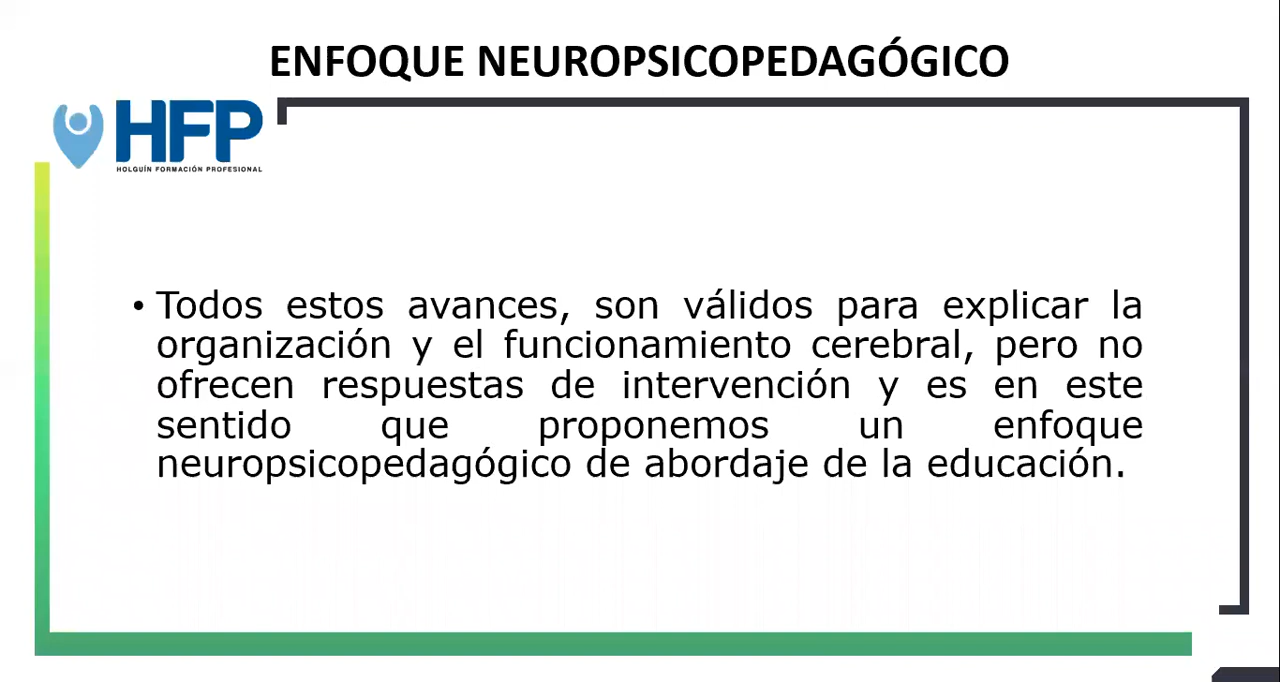 ENFOQUE NEUROPSICOPEDAGÓGICO
HFP
HOLGUÍN FORMACIÓN PROFESIONAL
• Todos estos avances, son válidos para explicar la
organización y el funcionamiento cerebral, pero no
ofrecen respuestas de intervención y es en este
sentido que proponemos un enfoque
neuropsicopedagógico de abordaje de la educación.